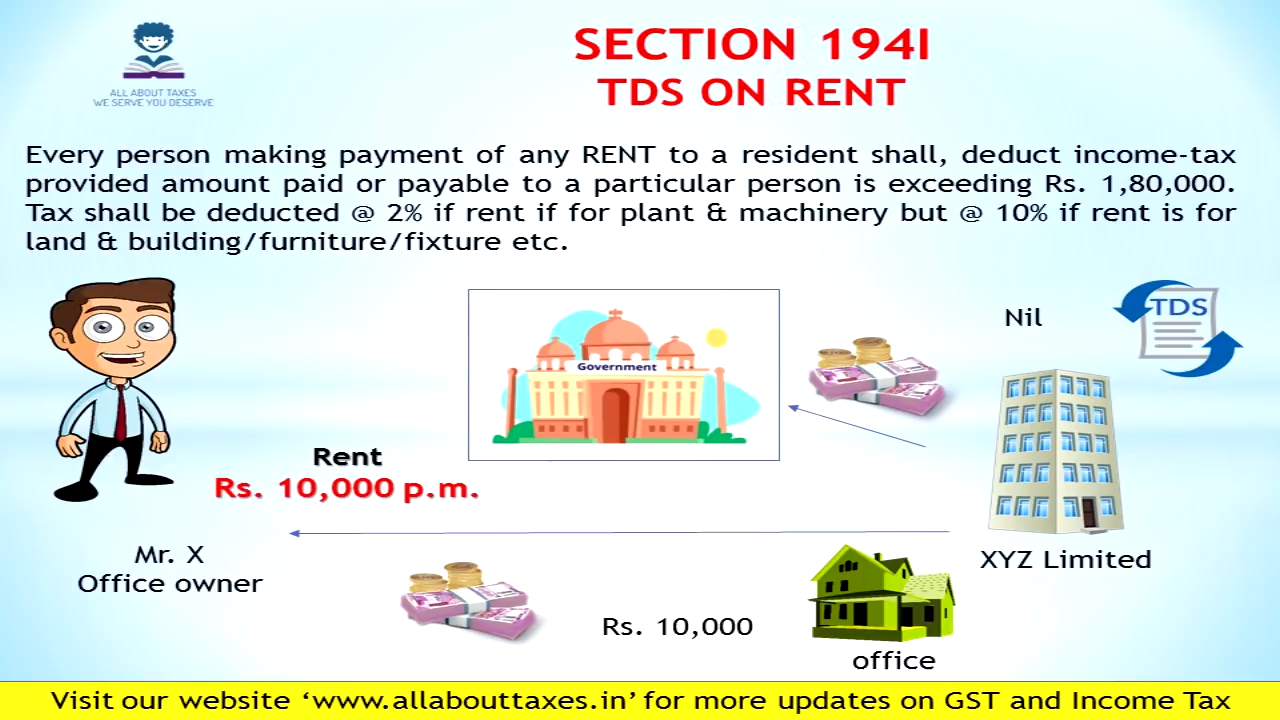 ALL ABOUT TAXES
WE SERVE YOU DESERVE
SECTION 194I
TDS ON RENT
Every person making payment of any RENT to a resident shall, deduct income-tax
provided amount paid or payable to a particular person is exceeding Rs. 1,80,000.
Tax shall be deducted @ 2% if rent if for plant & machinery but @ 10% if rent is for
land & building/furniture/fixture etc.
Nil
TDS
Government
Rent
Rs. 10,000 p.m.
Mr. X
Office owner
XYZ Limited
Rs. 10,000
office
Visit our website ‘www.allabouttaxes.in’ for more updates on GST and Income Tax